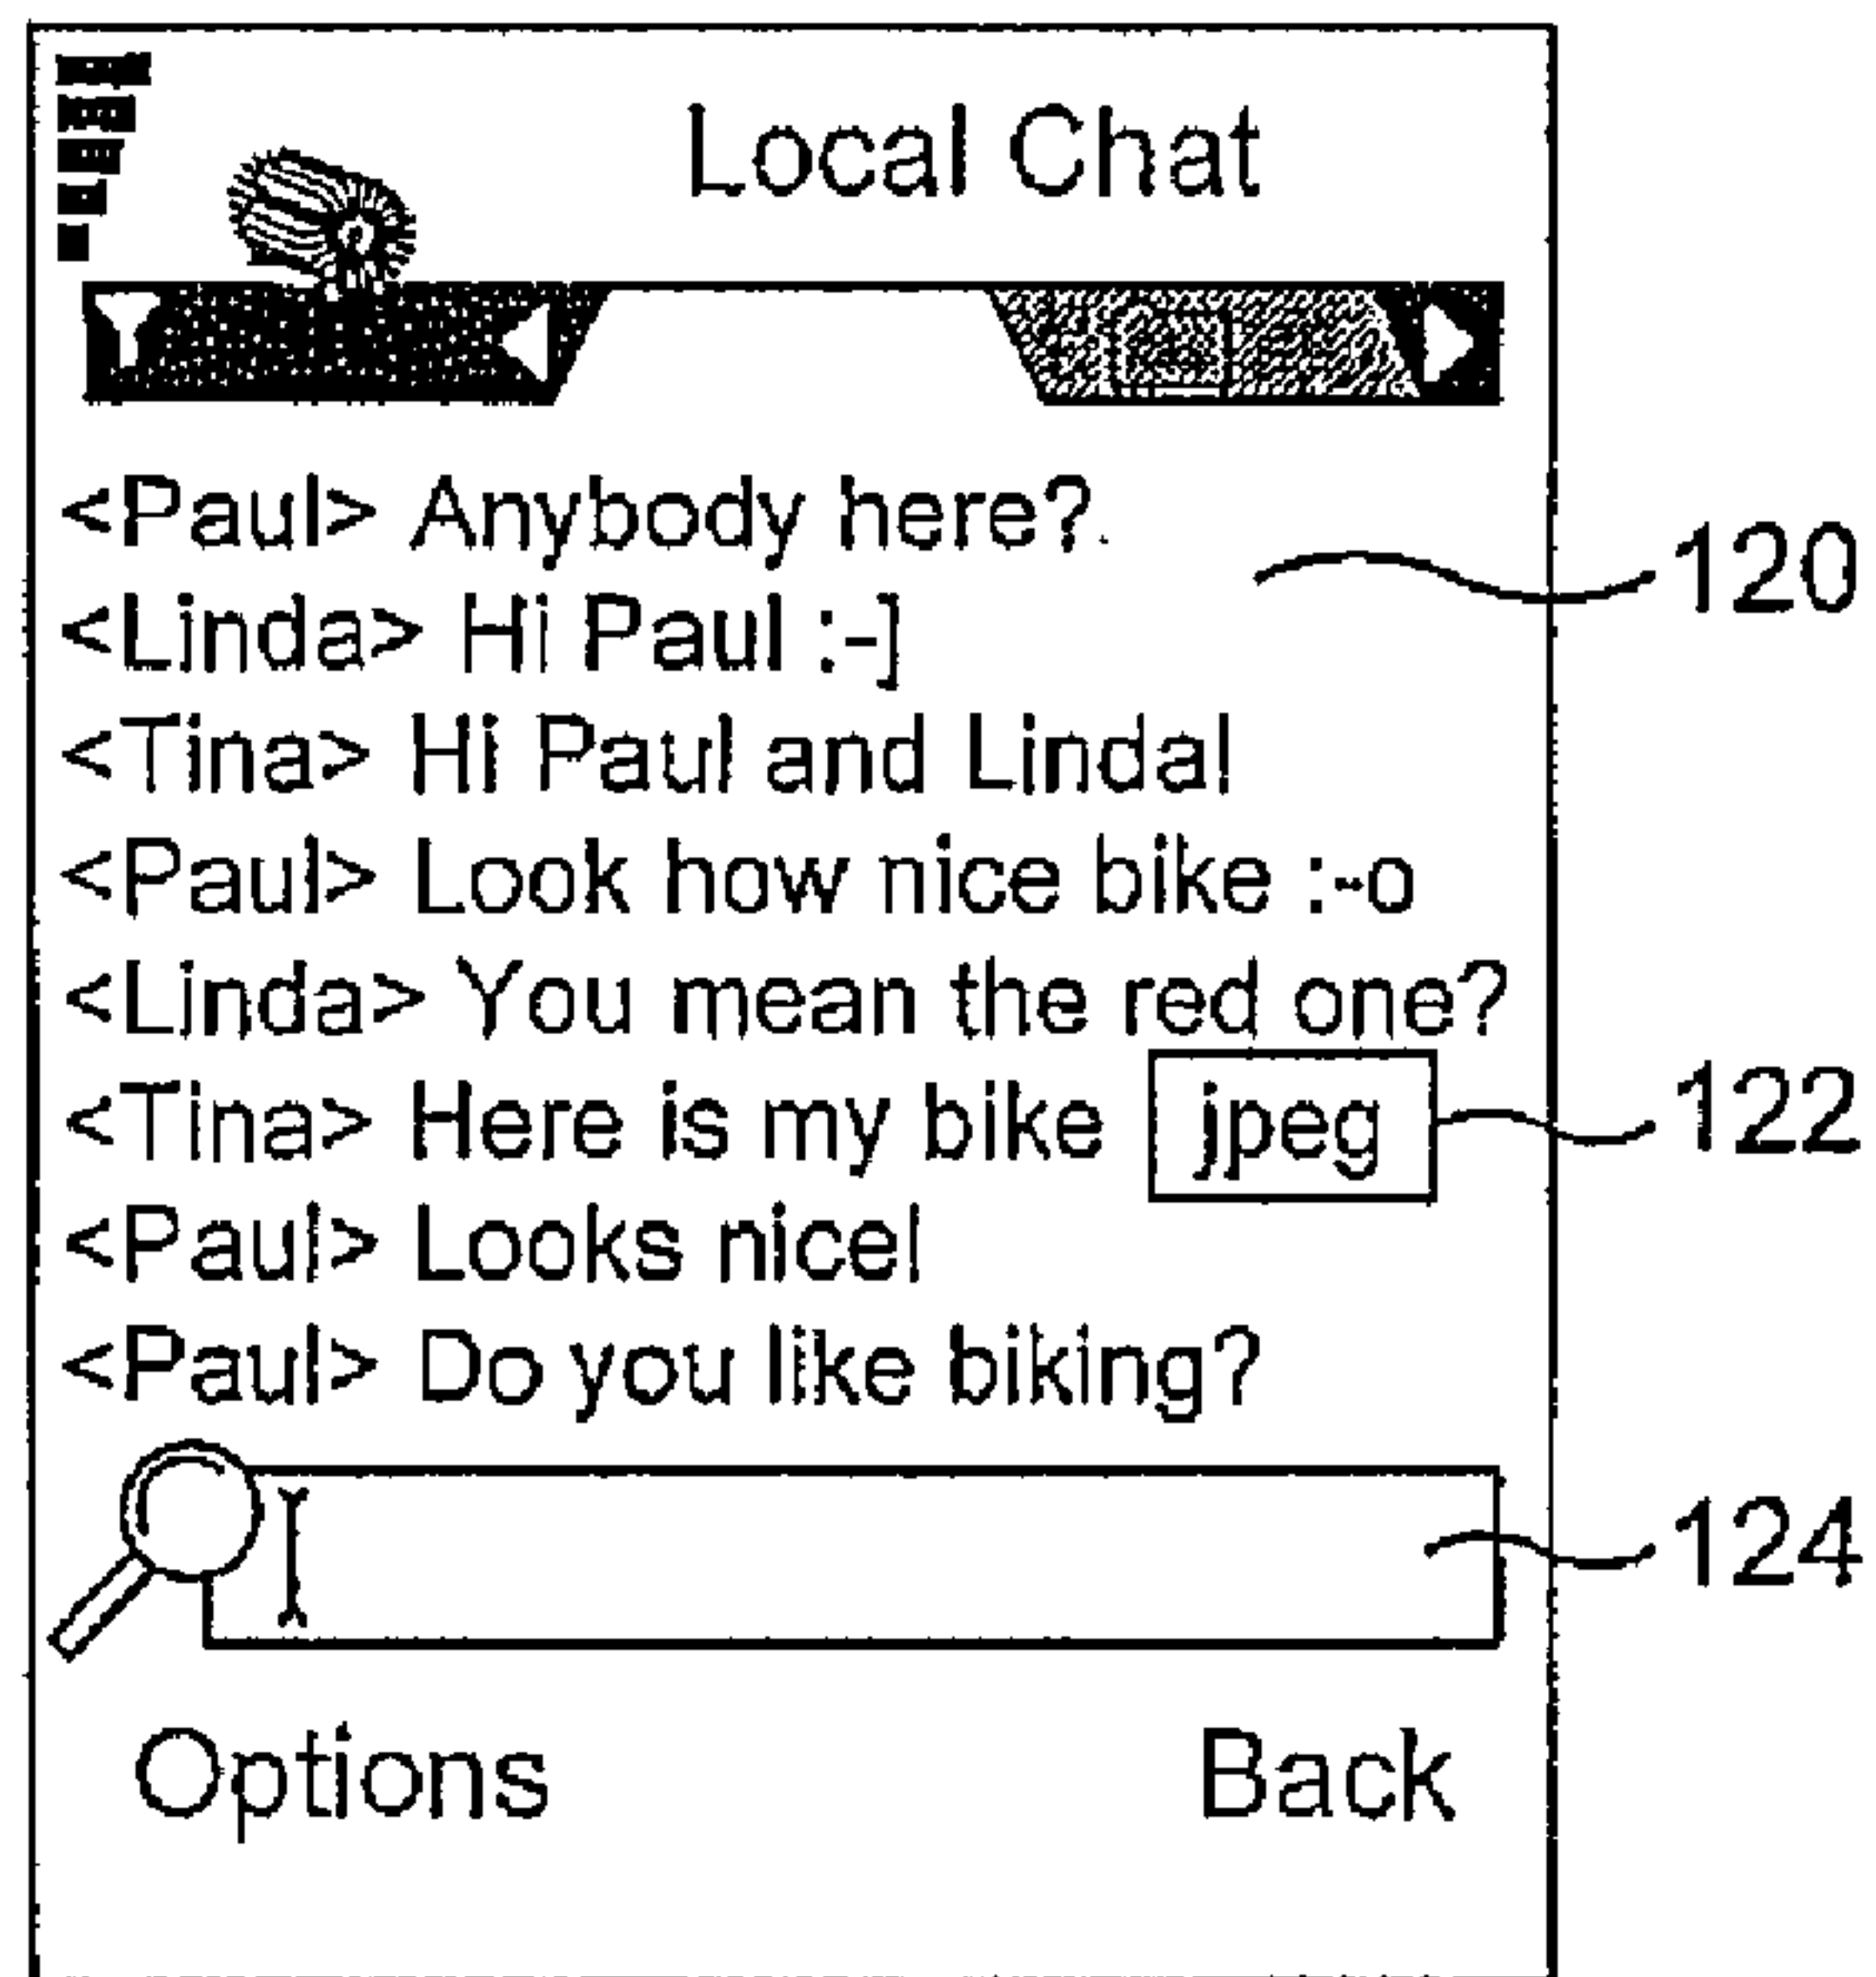 Local Chat
<Paul> Anybody here?.
120
<Linda> Hi Paul :-]
<Tina> Hi Paul and Linda!
<Paul> Look how nice bike :-o
<Linda> You mean the red one?
<Tina> Here is my bike jpeg
122
<Paul> Looks nice!
<Paul> Do you like biking?
124
Options Back